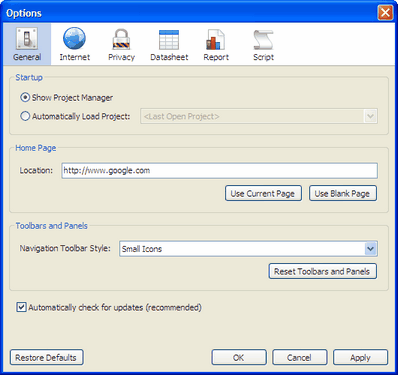 Options
General Internet Privacy Datasheet Report Script
Startup
Show Project Manager
Automatically Load Project: <Last Open Project>
Home Page
Location: http://www.google.com
Use Current Page Use Blank Page
Toolbars and Panels
Navigation Toolbar Style: Small Icons
Reset Toolbars and Panels
Automatically check for updates (recommended)
Restore Defaults OK Cancel Apply